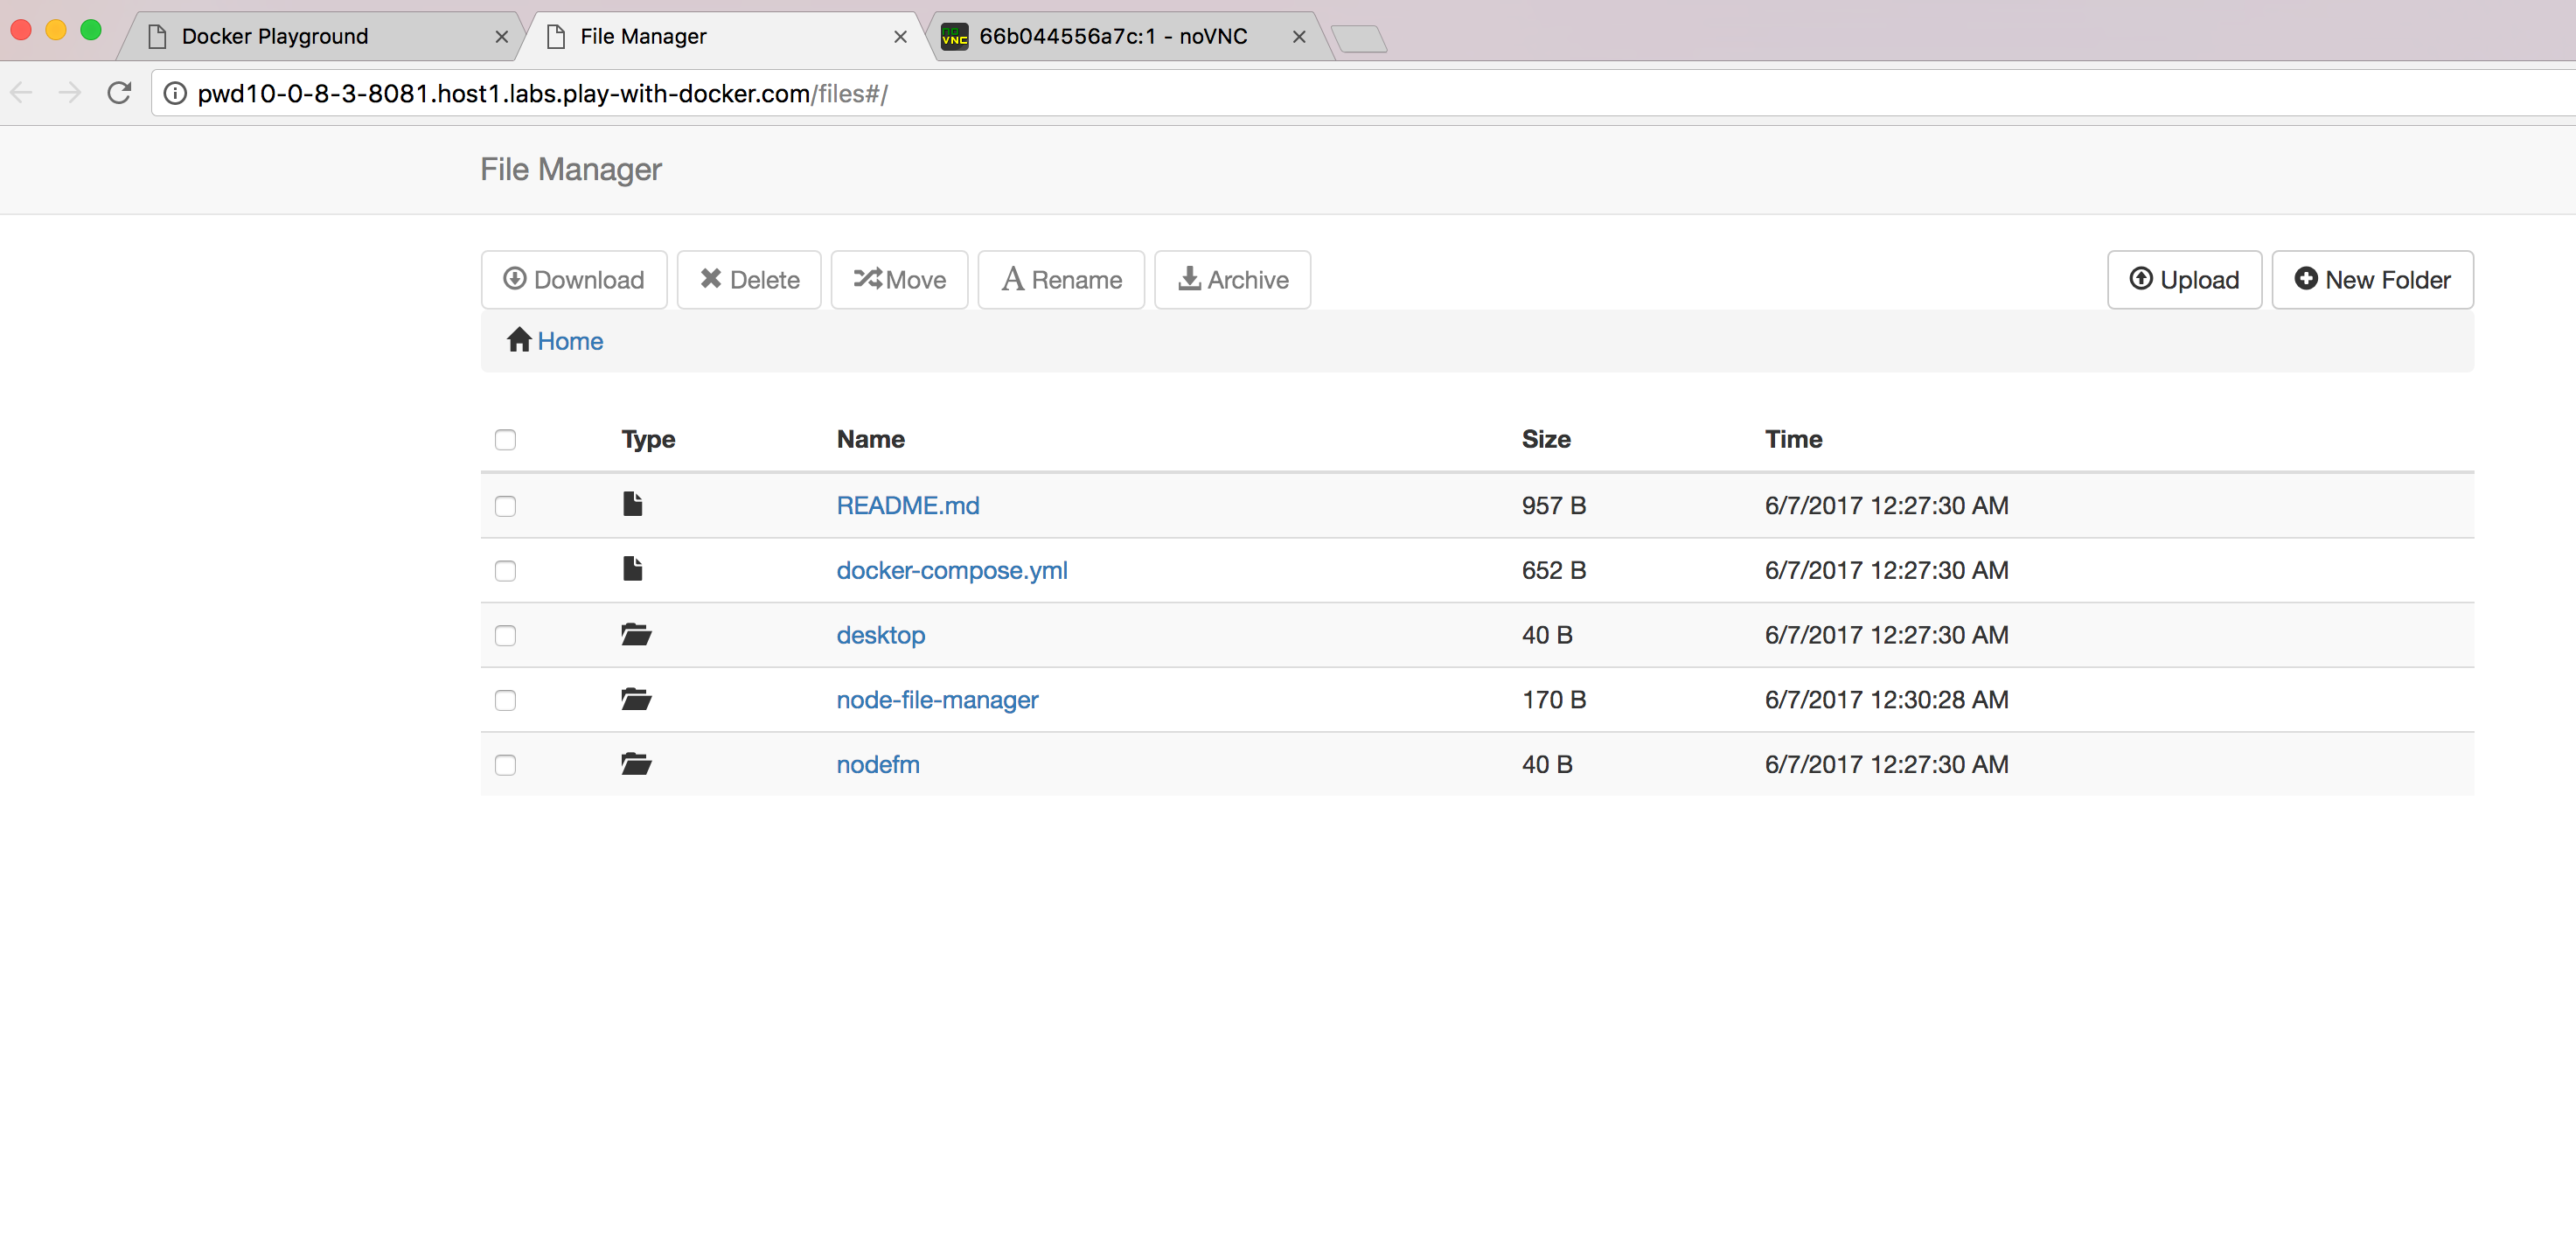 Docker Playground
File Manager
66b044556a7c:1 - noVNC
pwd10-0-8-3-8081.host1.labs.play-with-docker.com/files#/
File Manager
Download Delete Move Rename Archive Upload New Folder
Home
Type Name Size Time
README.md 957 B 6/7/2017 12:27:30 AM
docker-compose.yml 652 B 6/7/2017 12:27:30 AM
desktop 40 B 6/7/2017 12:27:30 AM
node-file-manager 170 B 6/7/2017 12:30:28 AM
nodefm 40 B 6/7/2017 12:27:30 AM